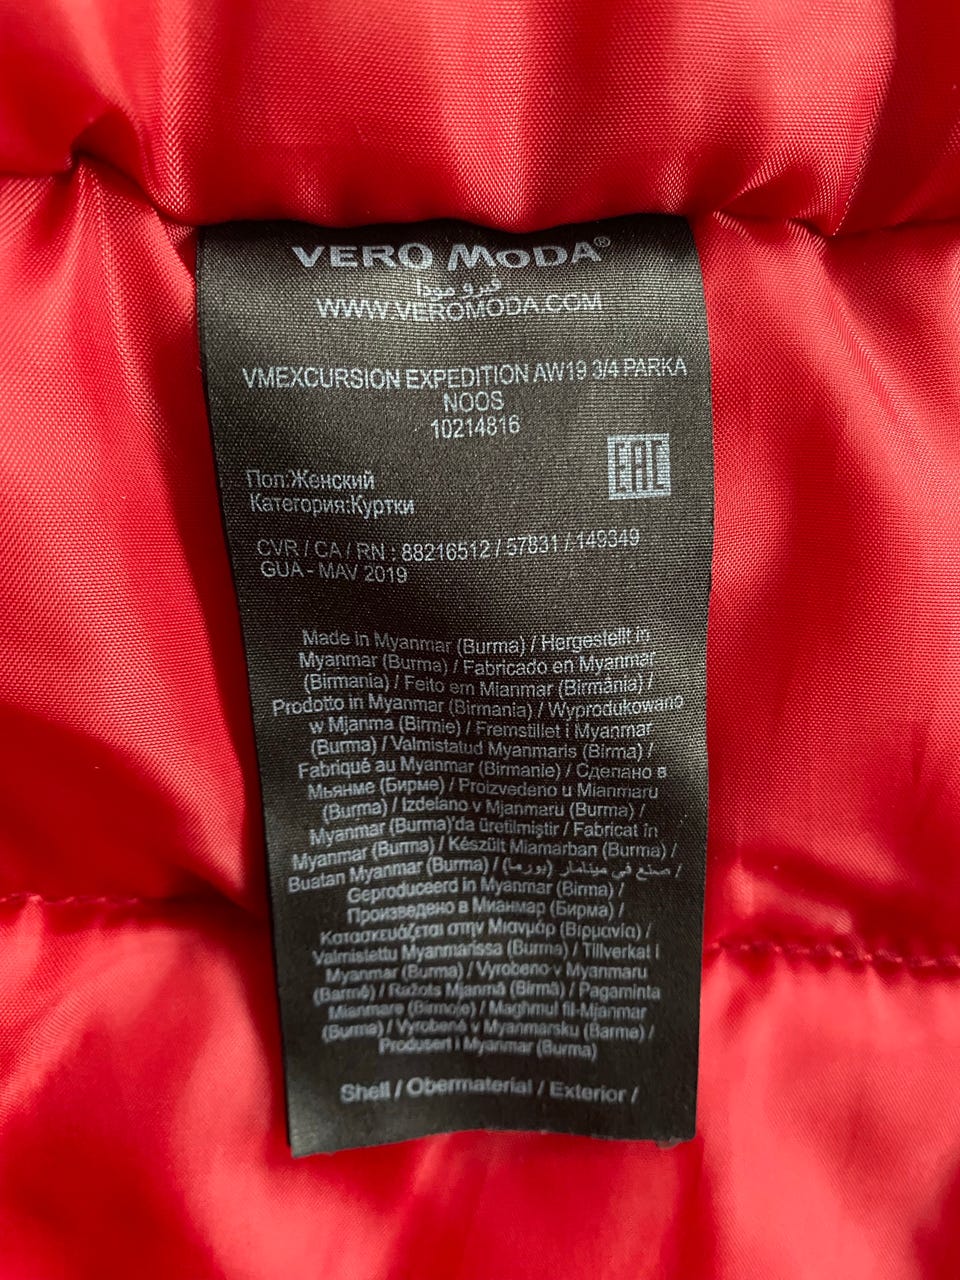 VERO MODA®
فيرو مودا
WWW.VEROMODA.COM
VMEXCURSION EXPEDITION AW19 3/4 PARKA
NOOS
10214816
EAC
Пол:Женский
Категория:Куртки
CVR / CA / RN : 88216512 / 57831 / 149349
GUA - MAV 2019
Made in Myanmar (Burma) / Hergestellt in
Myanmar (Burma) / Fabricado en Myanmar
(Birmania) / Feito em Mianmar (Birmânia) /
Prodotto in Myanmar (Birmania) / Wyprodukowano
w Mjanma (Birmie) / Fremstillet i Myanmar
(Burma) / Valmistatud Myanmaris (Birma) /
Fabriqué au Myanmar (Birmanie) / Сделано в
Мьянме (Бирме) / Proizvedeno u Mianmaru
(Burma) / Izdelano v Mjanmaru (Burma) /
Myanmar (Burma)'da üretilmiştir / Fabricat în
Myanmar (Burma) / Készült Miamarban (Burma) /
Buatan Myanmar (Burma) / صنع في ميانمار (بورما) /
Geproduceerd in Myanmar (Birma) /
Произведено в Мианмар (Бирма) /
Κατασκευάζεται στην Μιανμάρ (Βιρμανία) /
Valmistettu Myanmarissa (Burma) / Tillverkat i
Myanmar (Burma) / Vyrobeno v Myanmaru
(Barmě) / Ražots Mjanmā (Birmā) / Pagaminta
Mianmare (Birmoje) / Magħmul fil-Mjanmar
(Burma) / Vyrobené v Myanmarsku (Barma) /
Produsert i Myanmar (Burma)
Shell / Obermaterial / Exterior /